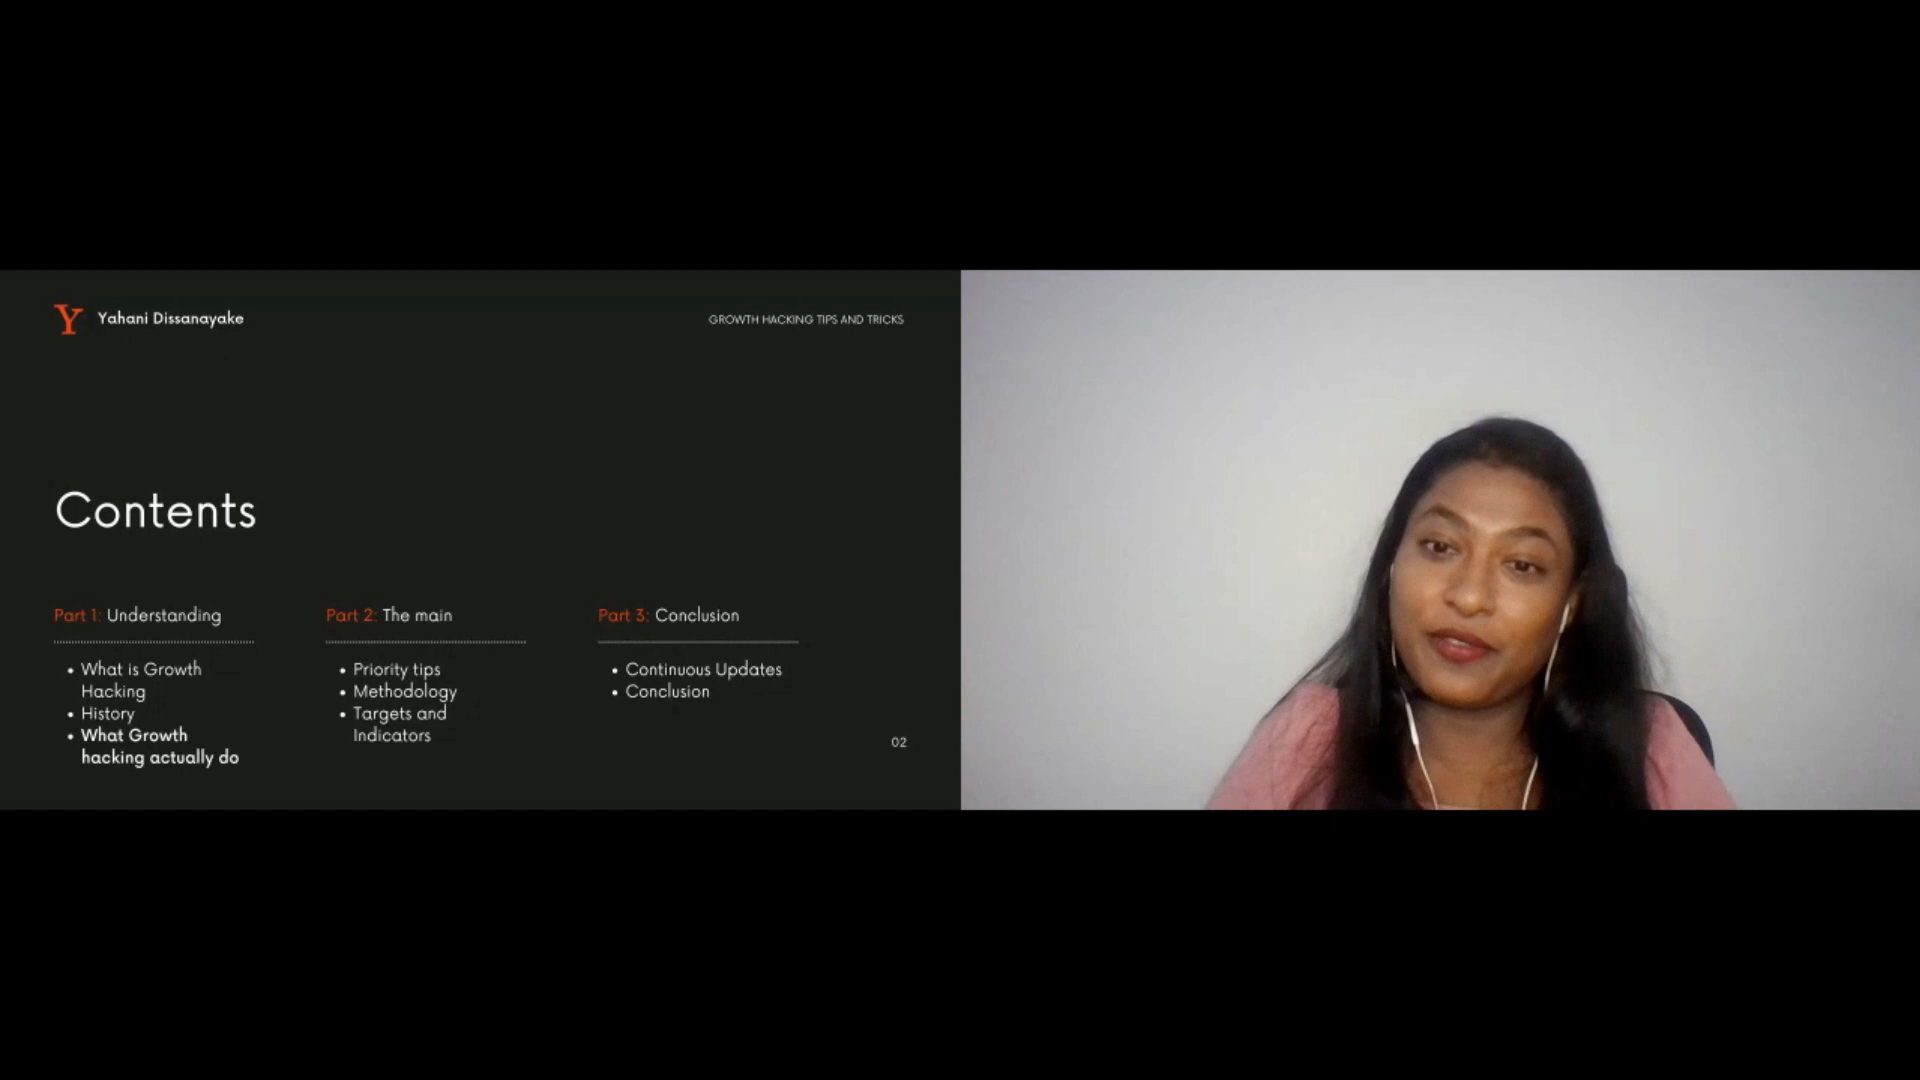 Y Yahani Dissanayake
GROWTH HACKING TIPS AND TRICKS
Contents
Part 1: Understanding
• What is Growth
Hacking
• History
• What Growth
hacking actually do
Part 2: The main
• Priority tips
• Methodology
• Targets and
Indicators
Part 3: Conclusion
• Continuous Updates
• Conclusion
02